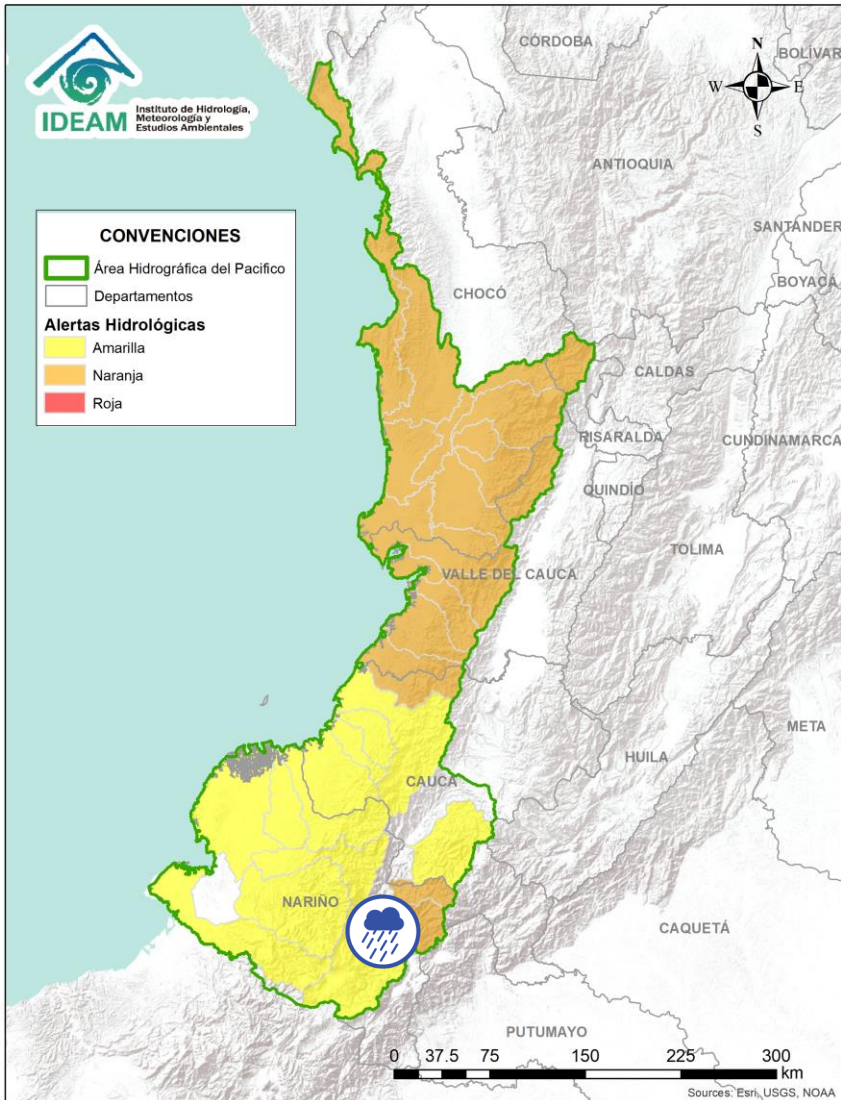 IDEAM
Instituto de Hidrología,
Meteorología y
Estudios Ambientales
CÓRDOBA
BOLÍVAR
N
W
E
S
ANTIOQUIA
SANTANDER
BOYACÁ
CONVENCIONES
Área Hidrográfica del Pacifico
Departamentos
Alertas Hidrológicas
Amarilla
Naranja
Roja
CHOCÓ
CALDAS
RISARALDA
CUNDINAMARCA
QUINDÍO
TOLIMA
VALLE DEL CAUCA
META
HUILA
CAUCA
NARIÑO
CAQUETÁ
PUTUMAYO
0 37.5 75 150 225 300
km
Sources: Esri, USGS, NOAA